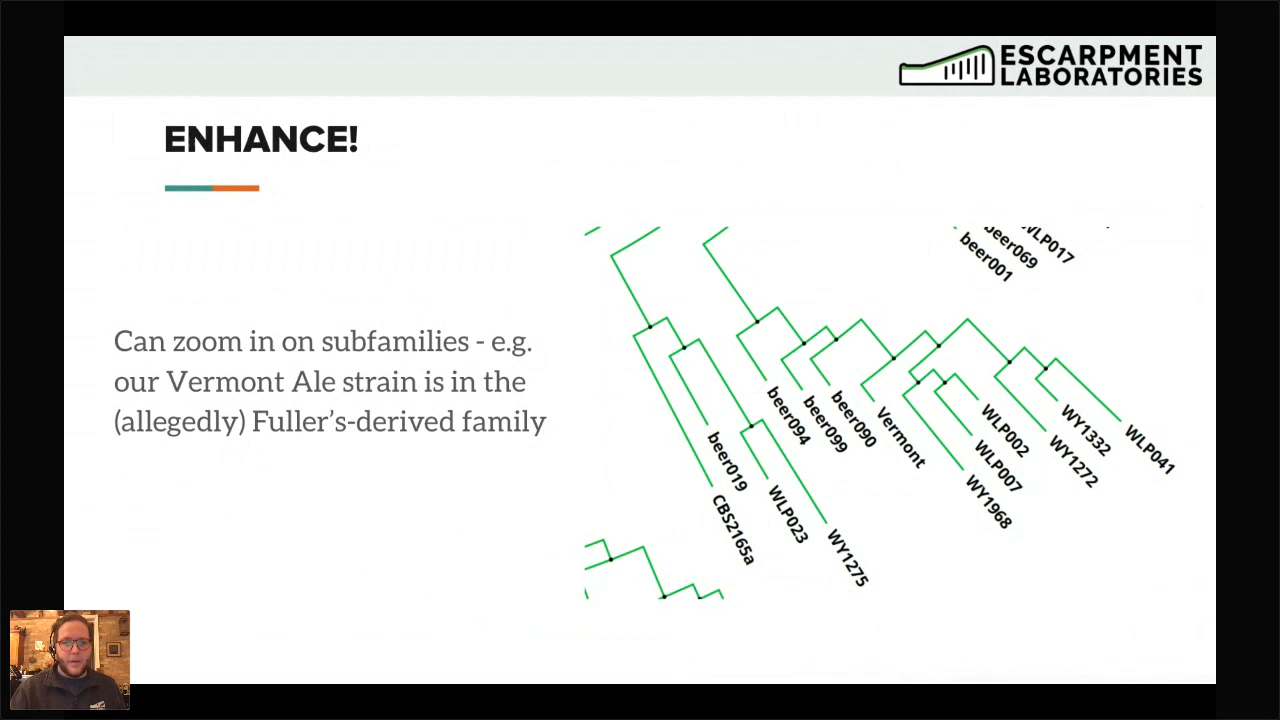 ESCARPMENT
LABORATORIES
ENHANCE!
Can zoom in on subfamilies - e.g.
our Vermont Ale strain is in the
(allegedly) Fuller's-derived family
WLP017
beer069
beer001
beer094
beer099
beer090
Vermont
WLP002
WLP007
WY1968
WY1332
WY1272
WLP041
beer019
CBS2165a
WLP023
WY1275